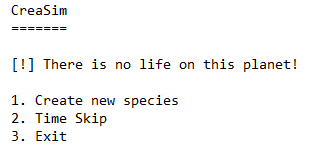 CreaSim
=======
[!] There is no life on this planet!
1. Create new species
2. Time Skip
3. Exit